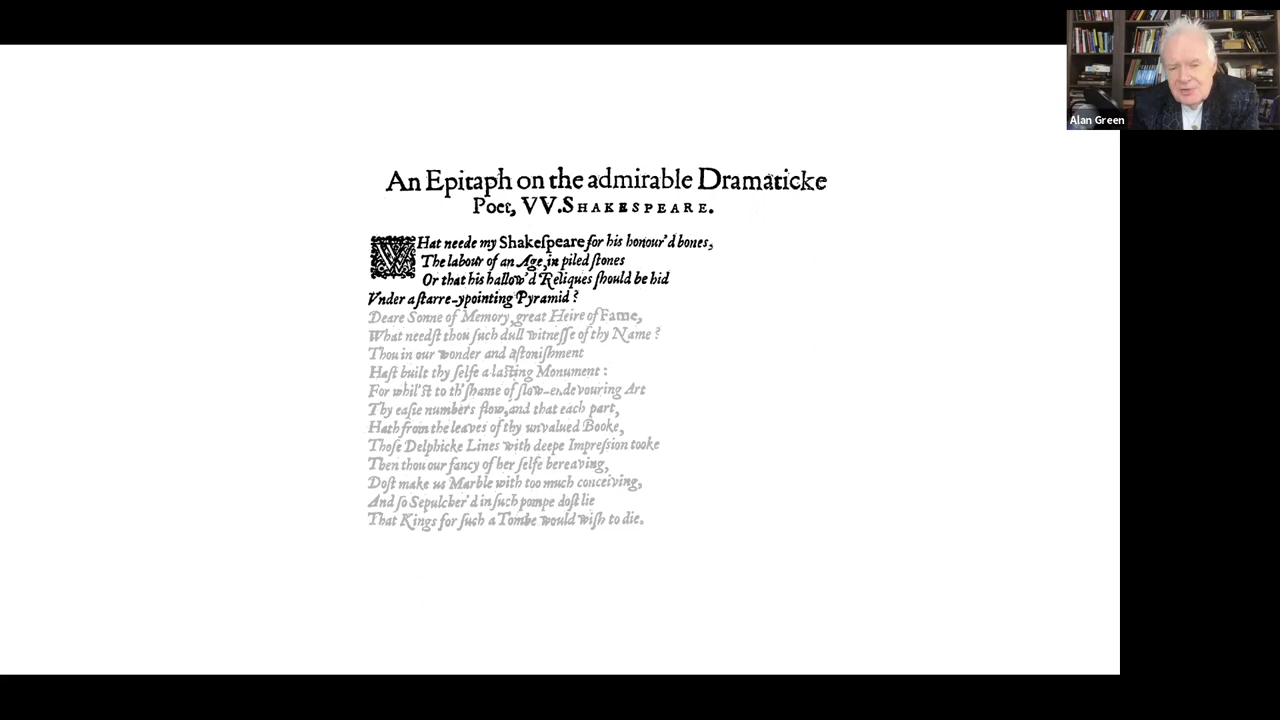 Alan Green
An Epitaph on the admirable Dramaticke
Poet, VV.SHAKESPEARE.
WHat neede my Shakeſpeare for his honour'd bones,
The labour of an Age, in piled ſtones
Or that his hallow'd Reliques ſhould be hid
Vnder a ſtarre-ypointing Pyramid ?
Deare Sonne of Memory, great Heire of Fame,
What needſt thou ſuch dull witneſſe of thy Name ?
Thou in our wonder and aſtoniſhment
Haſt built thy ſelfe a laſting Monument :
For whil'ſt to th' ſhame of ſlow-endevouring Art
Thy eaſie numbers flow, and that each part,
Hath from the leaves of thy unvalued Booke,
Thoſe Delphicke Lines with deepe Impreſsion tooke
Then thou our fancy of her ſelfe bereaving,
Doſt make us Marble with too much conceiving,
And ſo Sepulcher'd in ſuch pompe doſt lie
That Kings for ſuch a Tombe would wiſh to die.